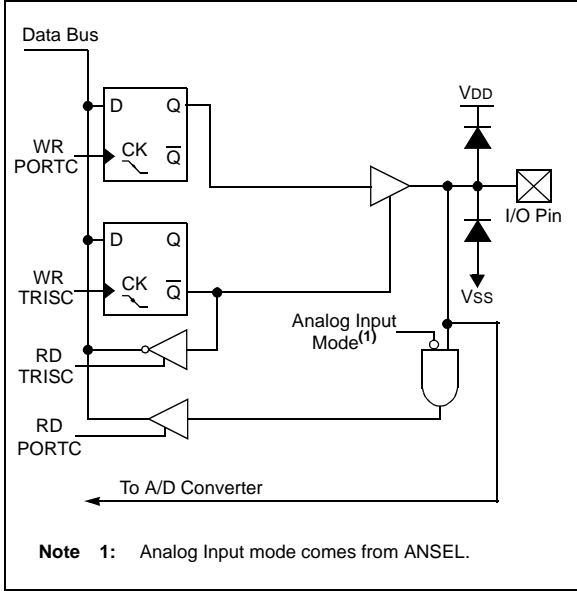 Data Bus
D Q
WR
PORTC
CK Q
VDD
I/O Pin
D Q
WR
TRISC
CK Q
VSS
Analog Input
Mode(1)
RD
TRISC
RD
PORTC
To A/D Converter
Note 1: Analog Input mode comes from ANSEL.